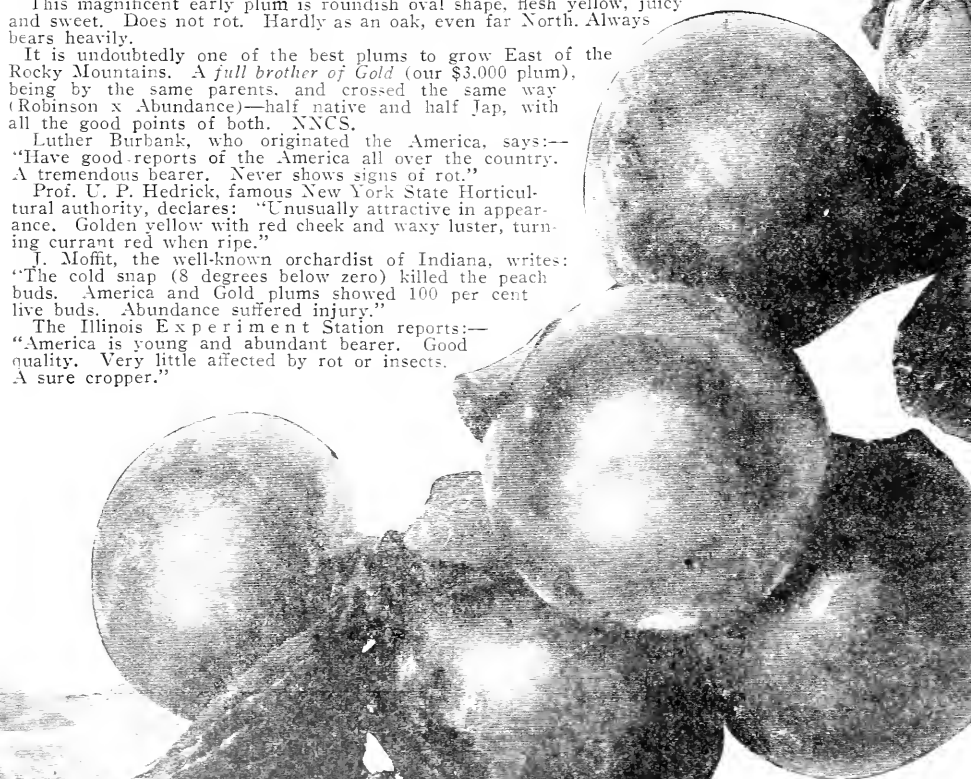 This magnificent early plum is roundish oval shape, flesh yellow, juicy
and sweet. Does not rot. Hardly as an oak, even far North. Always
bears heavily.
It is undoubtedly one of the best plums to grow East of the
Rocky Mountains. A full brother of Gold (our $3,000 plum),
being by the same parents, and crossed the same way
(Robinson x Abundance)—half native and half Jap, with
all the good points of both. XNCS.
Luther Burbank, who originated the America, says:—
"Have good reports of the America all over the country.
A tremendous bearer. Never shows signs of rot."
Prof. U. P. Hedrick, famous New York State Horticul-
tural authority, declares: "Unusually attractive in appear-
ance. Golden yellow with red cheek and waxy luster, turn-
ing currant red when ripe."
J. Moffit, the well-known orchardist of Indiana, writes:
"The cold snap (8 degrees below zero) killed the peach
buds. America and Gold plums showed 100 per cent
live buds. Abundance suffered injury."
The Illinois Experiment Station reports:—
"America is young and abundant bearer. Good
quality. Very little affected by rot or insects.
A sure cropper."